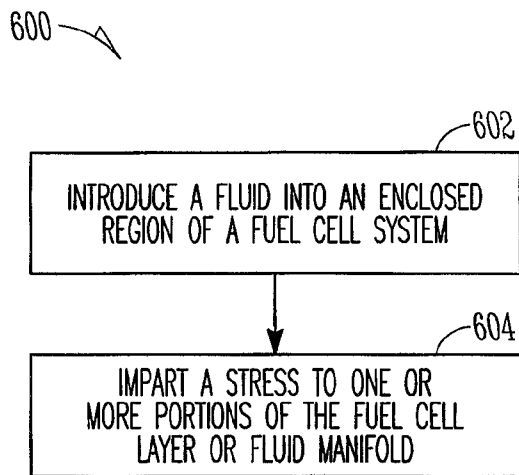 600
602
INTRODUCE A FLUID INTO AN ENCLOSED
REGION OF A FUEL CELL SYSTEM
604
IMPART A STRESS TO ONE OR
MORE PORTIONS OF THE FUEL CELL
LAYER OR FLUID MANIFOLD